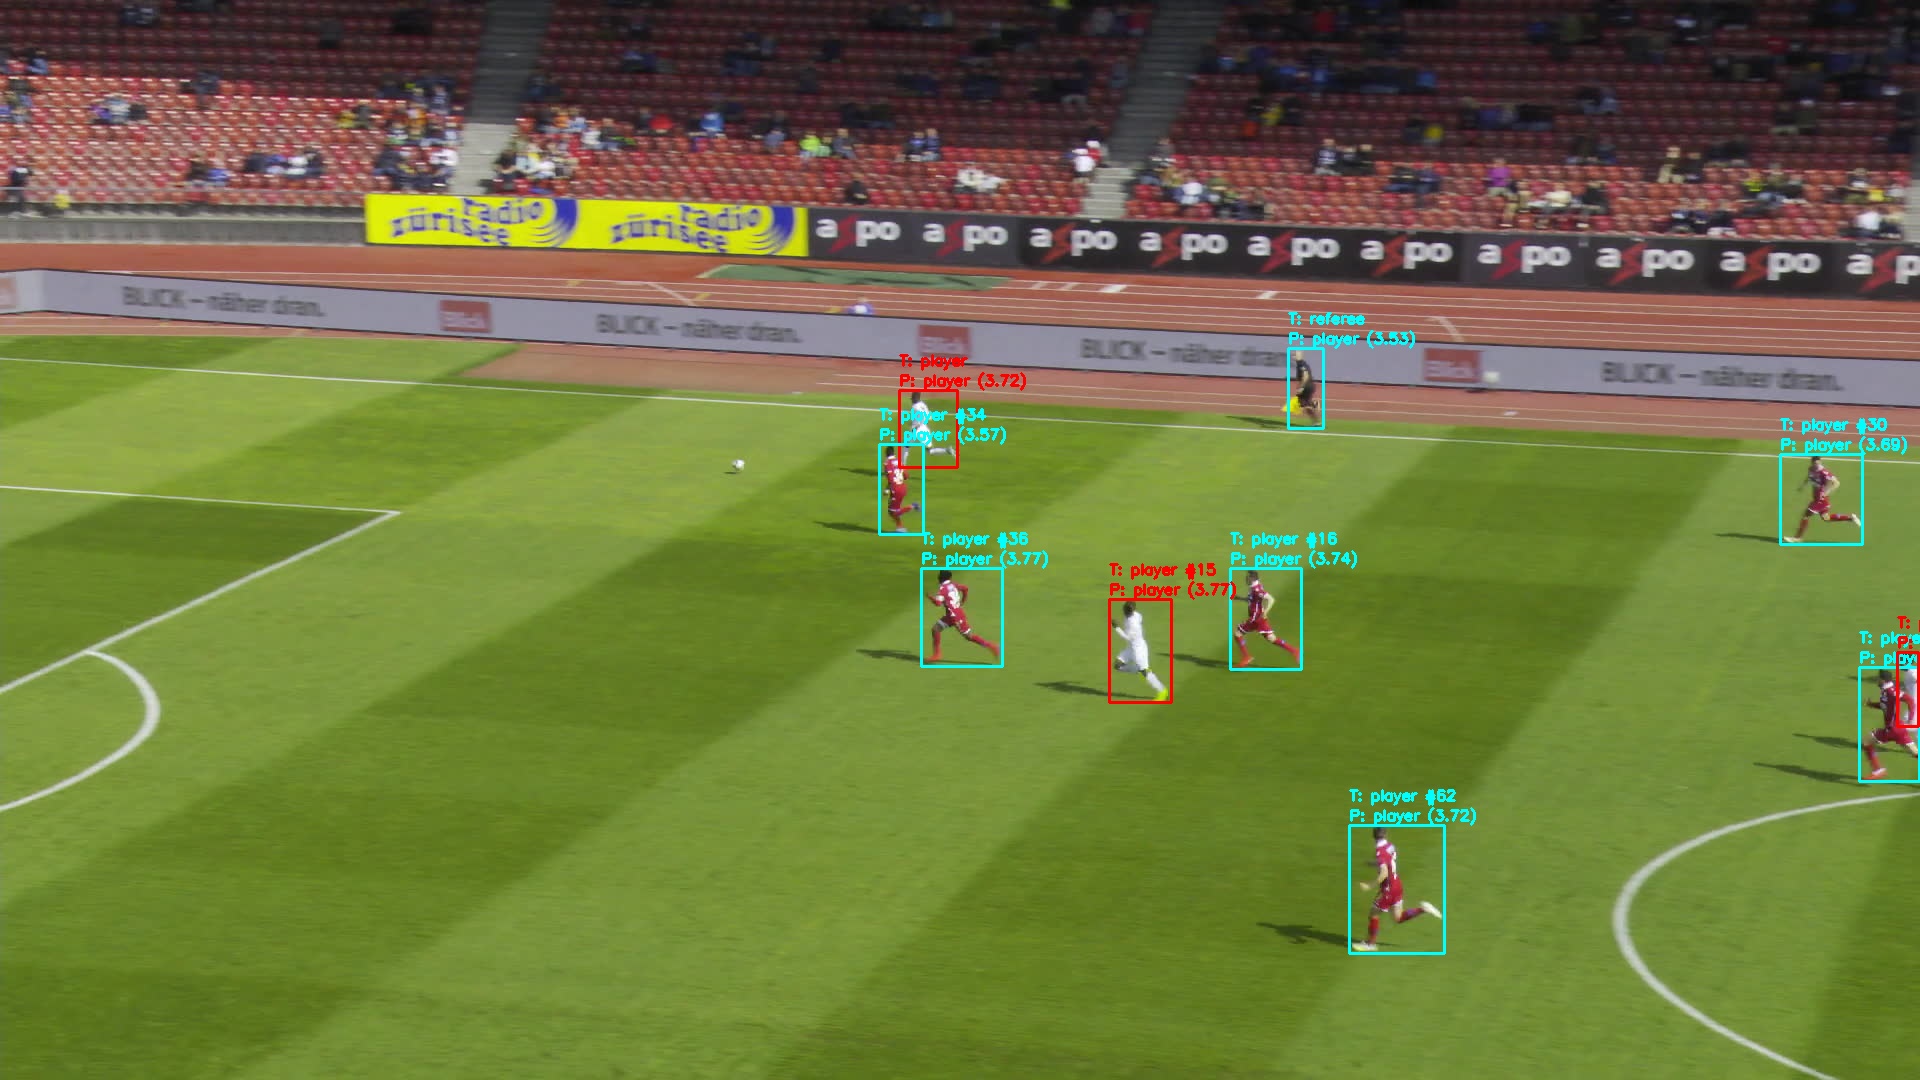 radio
zürisee
radio
zürisee
aspo aspo aspo aspo aspo aspo aspo aspo aspo
BLICK – näher dran.
Blick
BLICK – näher dran.
Blick
BLICK – näher dran.
Blick
BLICK – näher dran.
T: referee
P: player (3.53)
T: player
P: player (3.72)
T: player #34
P: player (3.57)
T: player #30
P: player (3.69)
T: player #36
P: player (3.77)
T: player #16
P: player (3.74)
T: player #15
P: player (3.77)
T:
P:
T:
P:
T: player #62
P: player (3.72)